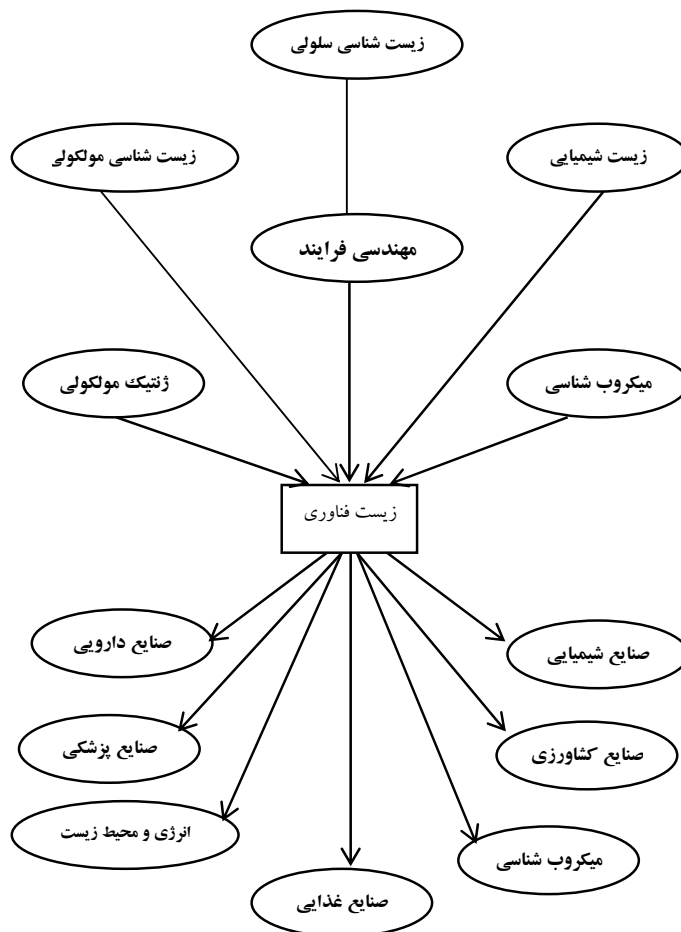 زیست شناسی سلولی
زیست شیمیایی
زیست شناسی مولکولی
مهندسی فرایند
میکروب شناسی
ژنتیک مولکولی
زیست فناوری
صنایع شیمیایی
صنایع دارویی
صنایع کشاورزی
صنایع پزشکی
انرژی و محیط زیست
میکروب شناسی
صنایع غذایی